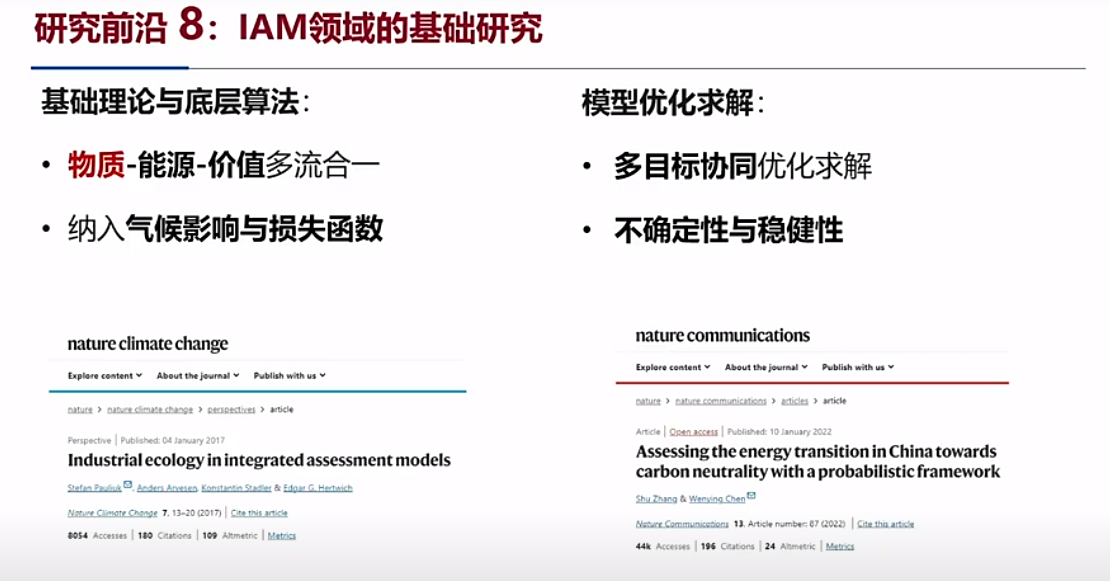 研究前沿 8：IAM领域的基础研究
基础理论与底层算法：
• 物质-能源-价值多流合一
• 纳入气候影响与损失函数
nature climate change
Explore content About the journal Publish with us
nature > nature climate change > perspectives > article
Perspective | Published: 04 January 2017
Industrial ecology in integrated assessment models
Stefan Pauliuk, Anders Arvesen, Konstantin Stadler & Edgar G. Hertwich
Nature Climate Change 7, 13–20 (2017) | Cite this article
8054 Accesses | 180 Citations | 109 Altmetric | Metrics
模型优化求解：
• 多目标协同优化求解
• 不确定性与稳健性
nature communications
Explore content About the journal Publish with us
nature > nature communications > articles > article
Article | Open access | Published: 10 January 2022
Assessing the energy transition in China towards
carbon neutrality with a probabilistic framework
Shu Zhang & Wenying Chen
Nature Communications 13, Article number: 87 (2022) | Cite this article
44k Accesses | 196 Citations | 24 Altmetric | Metrics